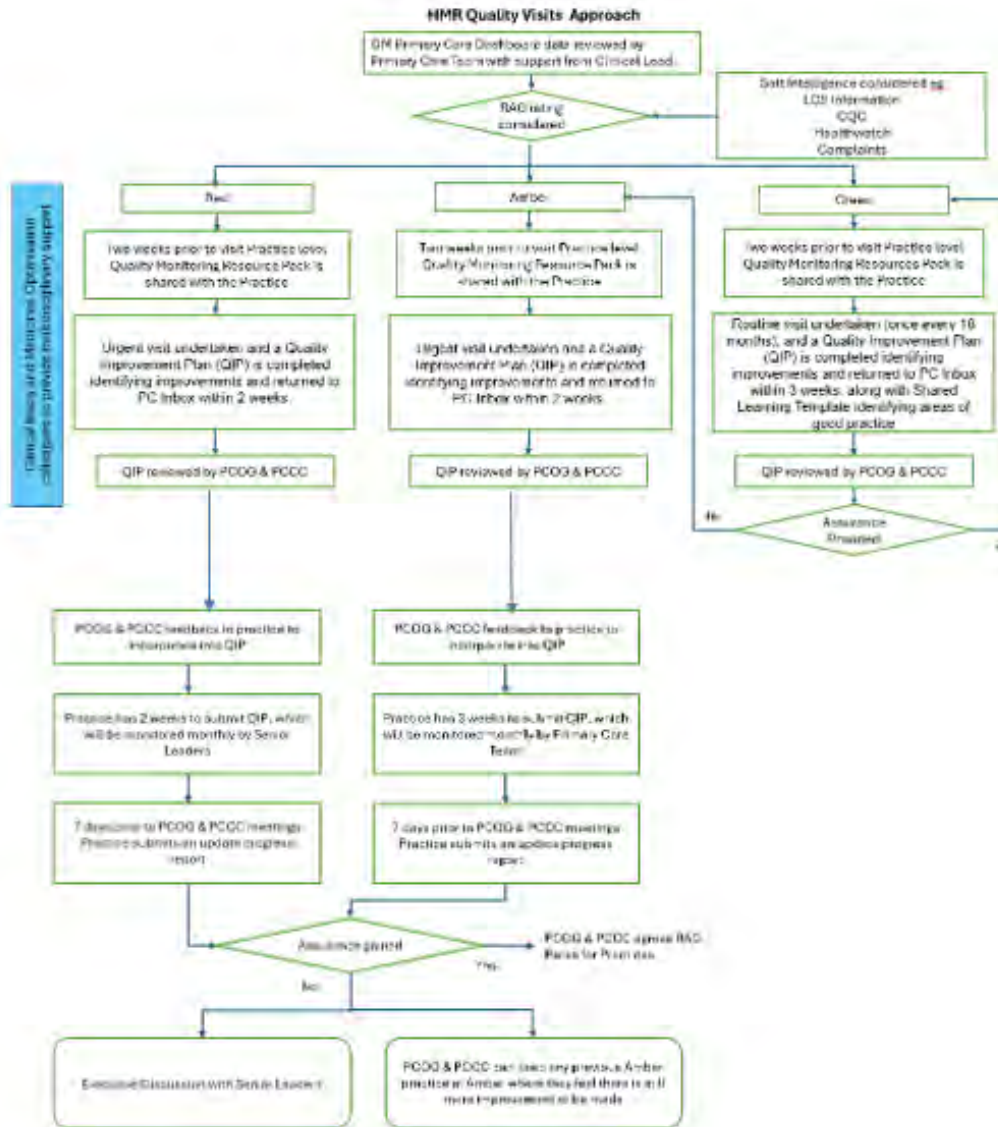 HMR Quality Visits Approach
GM Primary Care Dashboard data reviewed by
Primary Care Team with support from Clinical Lead.
RAG rating
considered
Soft Intelligence considered eg
LCS Information
CQC
Healthwatch
Complaints
Red
Amber
Green
Two weeks prior to visit Practice level
Quality Monitoring Resource Pack is
shared with the Practice
Two weeks prior to visit Practice level
Quality Monitoring Resource Pack is
shared with the Practice
Two weeks prior to visit Practice level
Quality Monitoring Resources Pack is
shared with the Practice
Urgent visit undertaken and a Quality
Improvement Plan (QIP) is completed
identifying improvements and returned to
PC Inbox within 2 weeks
Urgent visit undertaken and a Quality
Improvement Plan (QIP) is completed
identifying improvements and returned to
PC Inbox within 2 weeks
Routine visit undertaken (once every 18
months), and a Quality Improvement Plan
(QIP) is completed identifying
improvements and returned to PC Inbox
within 3 weeks, along with Shared
Learning Template identifying areas of
good practice
Clinical leads and Medicines Optimisation
colleagues to provide multidisciplinary support
QIP reviewed by PCOG & PCCC
QIP reviewed by PCOG & PCCC
QIP reviewed by PCOG & PCCC
No
Assurance
Provided
PCOG & PCCC feedback to practice to
incorporate into QIP
PCOG & PCCC feedback to practice to
incorporate into QIP
Practice has 2 weeks to submit QIP, which
will be monitored monthly by Senior
Leaders
Practice has 3 weeks to submit QIP, which
will be monitored monthly by Primary Care
Team
7 days prior to PCOG & PCCC meetings
Practice submits an update progress
report
7 days prior to PCOG & PCCC meetings
Practice submits an update progress
report
Assurance gained
Yes
PCOG & PCCC agrees RAG
No
Executive Discussion with Senior Leaders
PCOG & PCCC can keep any previous Amber
practice at Amber where they feel there is still
more improvement to be made